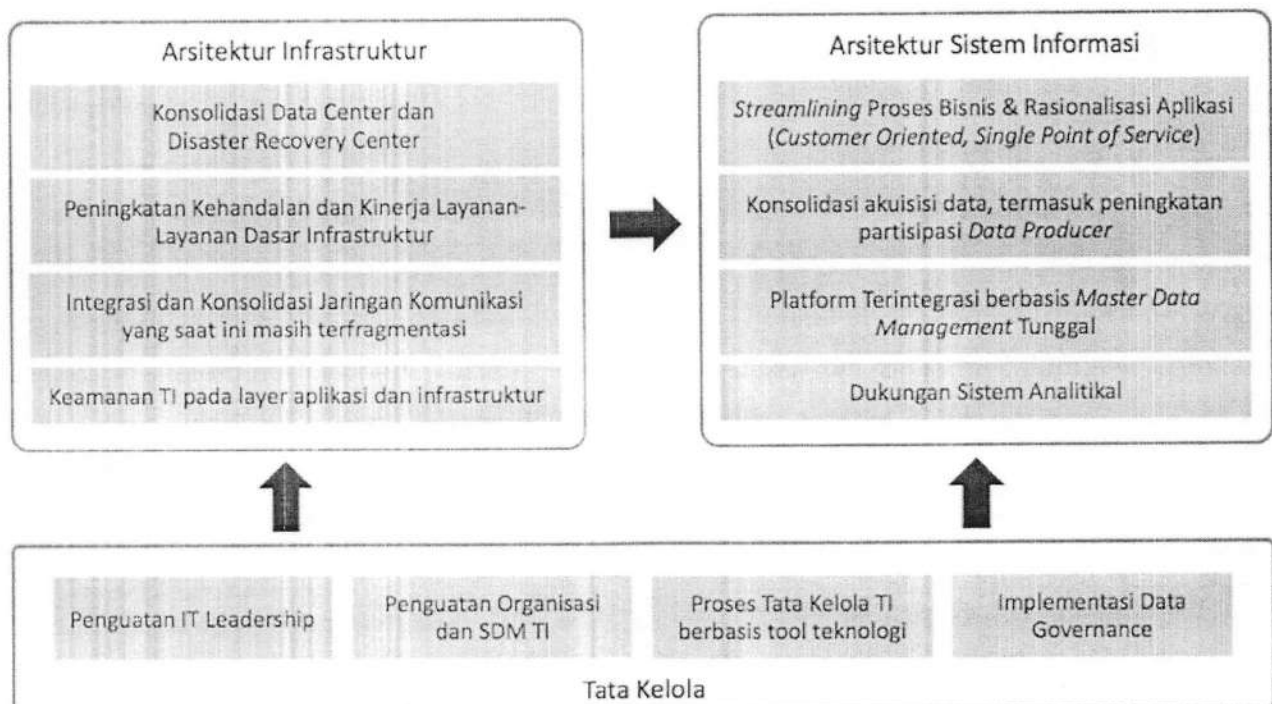 Arsitektur Infrastruktur
Konsolidasi Data Center dan
Disaster Recovery Center
Peningkatan Kehandalan dan Kinerja Layanan-
Layanan Dasar Infrastruktur
Integrasi dan Konsolidasi Jaringan Komunikasi
yang saat ini masih terfragmentasi
Keamanan TI pada layer aplikasi dan infrastruktur
Arsitektur Sistem Informasi
Streamlining Proses Bisnis & Rasionalisasi Aplikasi
(Customer Oriented, Single Point of Service)
Konsolidasi akuisisi data, termasuk peningkatan
partisipasi Data Producer
Platform Terintegrasi berbasis Master Data
Management Tunggal
Dukungan Sistem Analitikal
Penguatan IT Leadership
Penguatan Organisasi
dan SDM TI
Proses Tata Kelola TI
berbasis tool teknologi
Implementasi Data
Governance
Tata Kelola